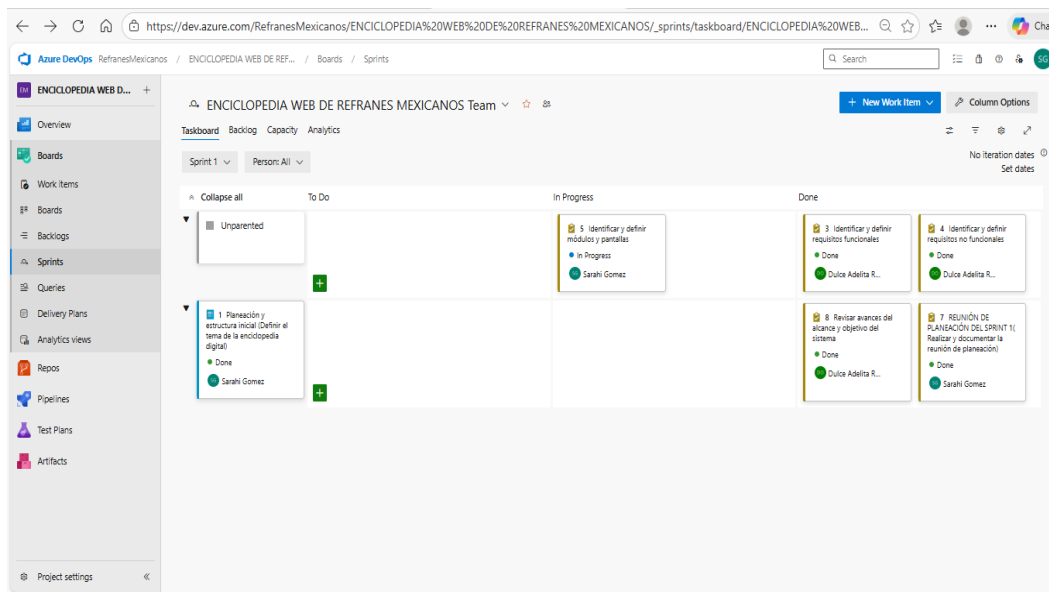 https://dev.azure.com/RefranesMexicanos/ENCICLOPEDIA%20WEB%20DE%20REFRANES%20MEXICANOS/_sprints/taskboard/ENCICLOPEDIA%20WEB...
Cha
Azure DevOps RefranesMexicanos / ENCICLOPEDIA WEB DE REF... / Boards / Sprints
Search
SG
EM ENCICLOPEDIA WEB D... +
ENCICLOPEDIA WEB DE REFRANES MEXICANOS Team
+ New Work Item
Column Options
Overview
Taskboard Backlog Capacity Analytics
Boards
Sprint 1
Person: All
No iteration dates
Set dates
Work items
Boards
Backlogs
Sprints
Queries
Delivery Plans
Analytics views
Repos
Pipelines
Test Plans
Artifacts
Project settings
Collapse all To Do In Progress Done
Unparented
5 Identificar y definir
módulos y pantallas
In Progress
SG Sarahi Gomez
3 Identificar y definir
requisitos funcionales
Done
Dulce Adelita R...
4 Identificar y definir
requisitos no funcionales
Done
Dulce Adelita R...
1 Planeación y
estructura inicial (Definir el
tema de la enciclopedia
digital)
Done
SG Sarahi Gomez
8 Revisar avances del
alcance y objetivo del
sistema
Done
Dulce Adelita R...
7 REUNIÓN DE
PLANEACIÓN DEL SPRINT 1(
Realizar y documentar la
reunión de planeación)
Done
SG Sarahi Gomez